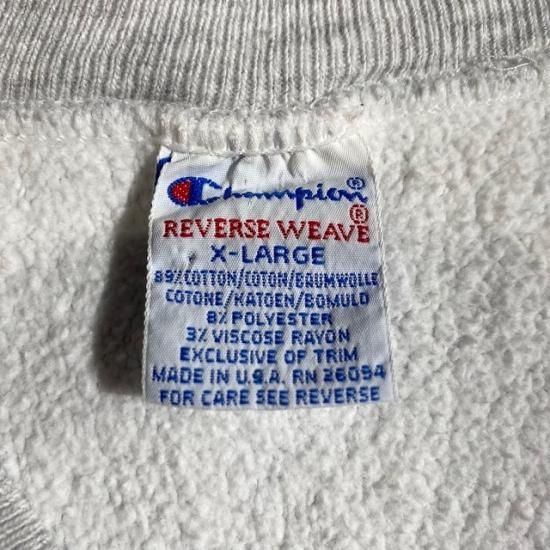 Champion®
REVERSE WEAVE®
X-LARGE
89% COTTON/COTON/BAUMWOLLE
COTONE/KATOEN/BOMULD
8% POLYESTER
3% VISCOSE RAYON
EXCLUSIVE OF TRIM
MADE IN U.S.A. RN 26094
FOR CARE SEE REVERSE